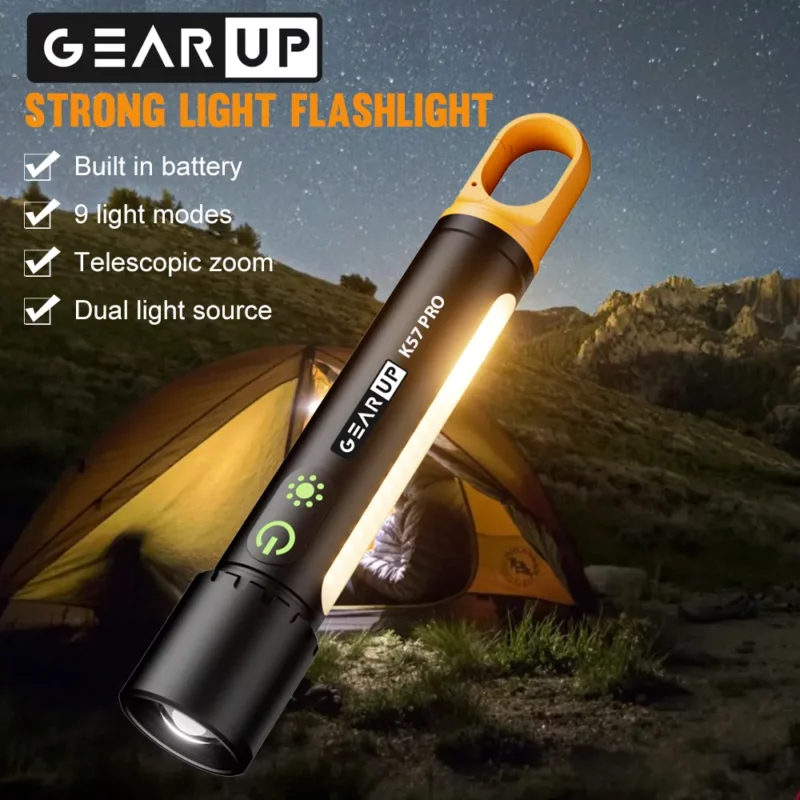 GEAR UP
STRONG LIGHT FLASHLIGHT
Built in battery
9 light modes
Telescopic zoom
Dual light source
GEAR UP K57 PRO